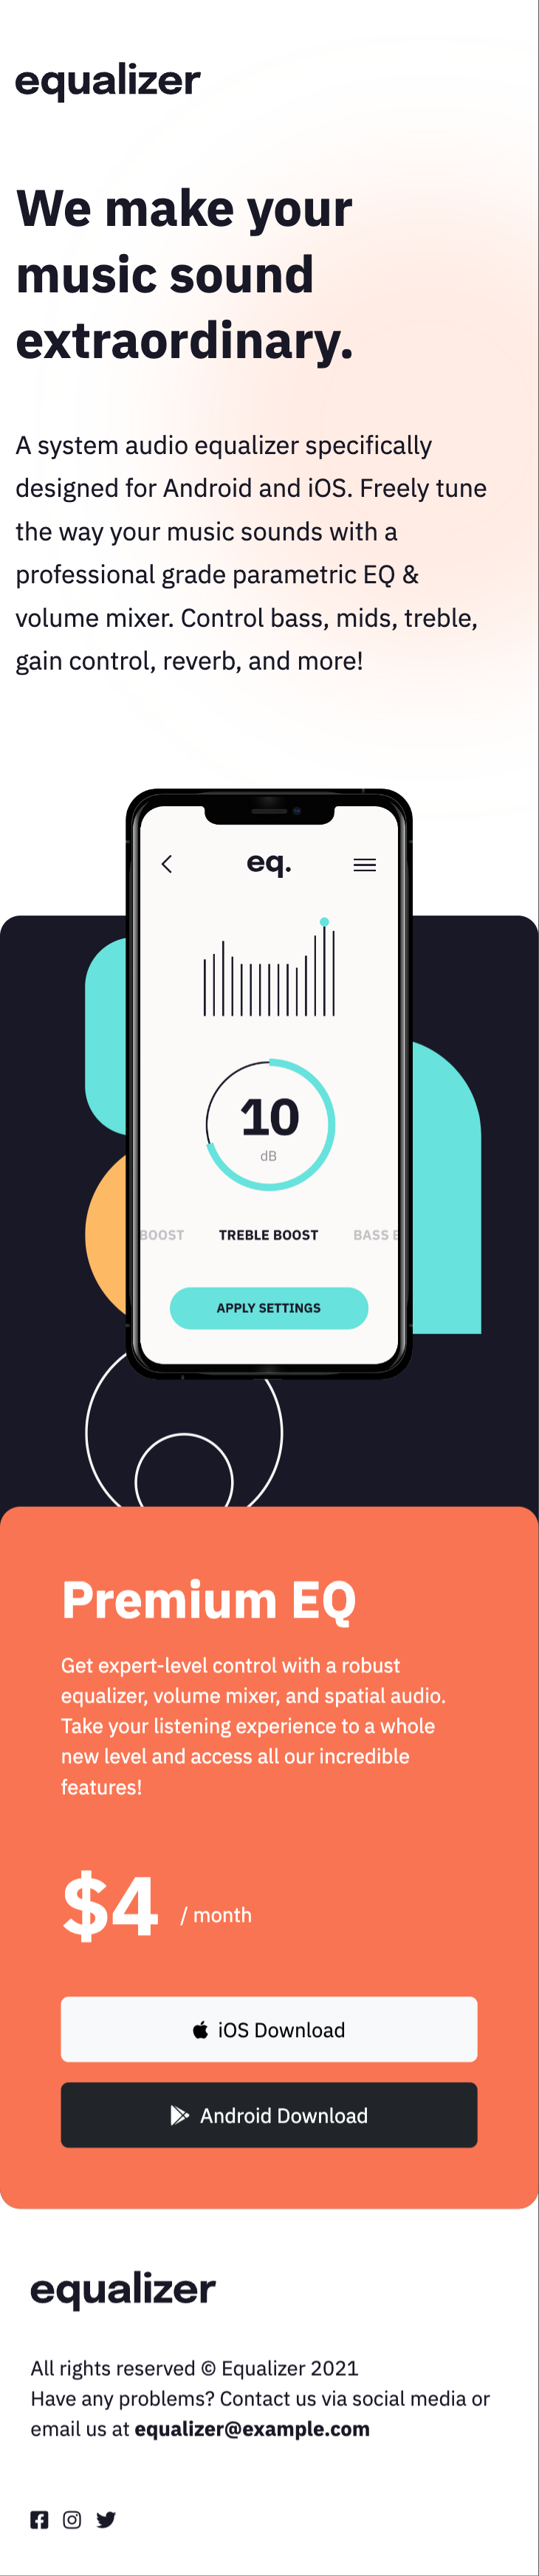 equalizer
We make your
music sound
extraordinary.
A system audio equalizer specifically
designed for Android and iOS. Freely tune
the way your music sounds with a
professional grade parametric EQ &
volume mixer. Control bass, mids, treble,
gain control, reverb, and more!
eq.
10
dB
BOOST TREBLE BOOST BASS
APPLY SETTINGS
Premium EQ
Get expert-level control with a robust
equalizer, volume mixer, and spatial audio.
Take your listening experience to a whole
new level and access all our incredible
features!
$4 / month
iOS Download
Android Download
equalizer
All rights reserved © Equalizer 2021
Have any problems? Contact us via social media or
email us at equalizer@example.com